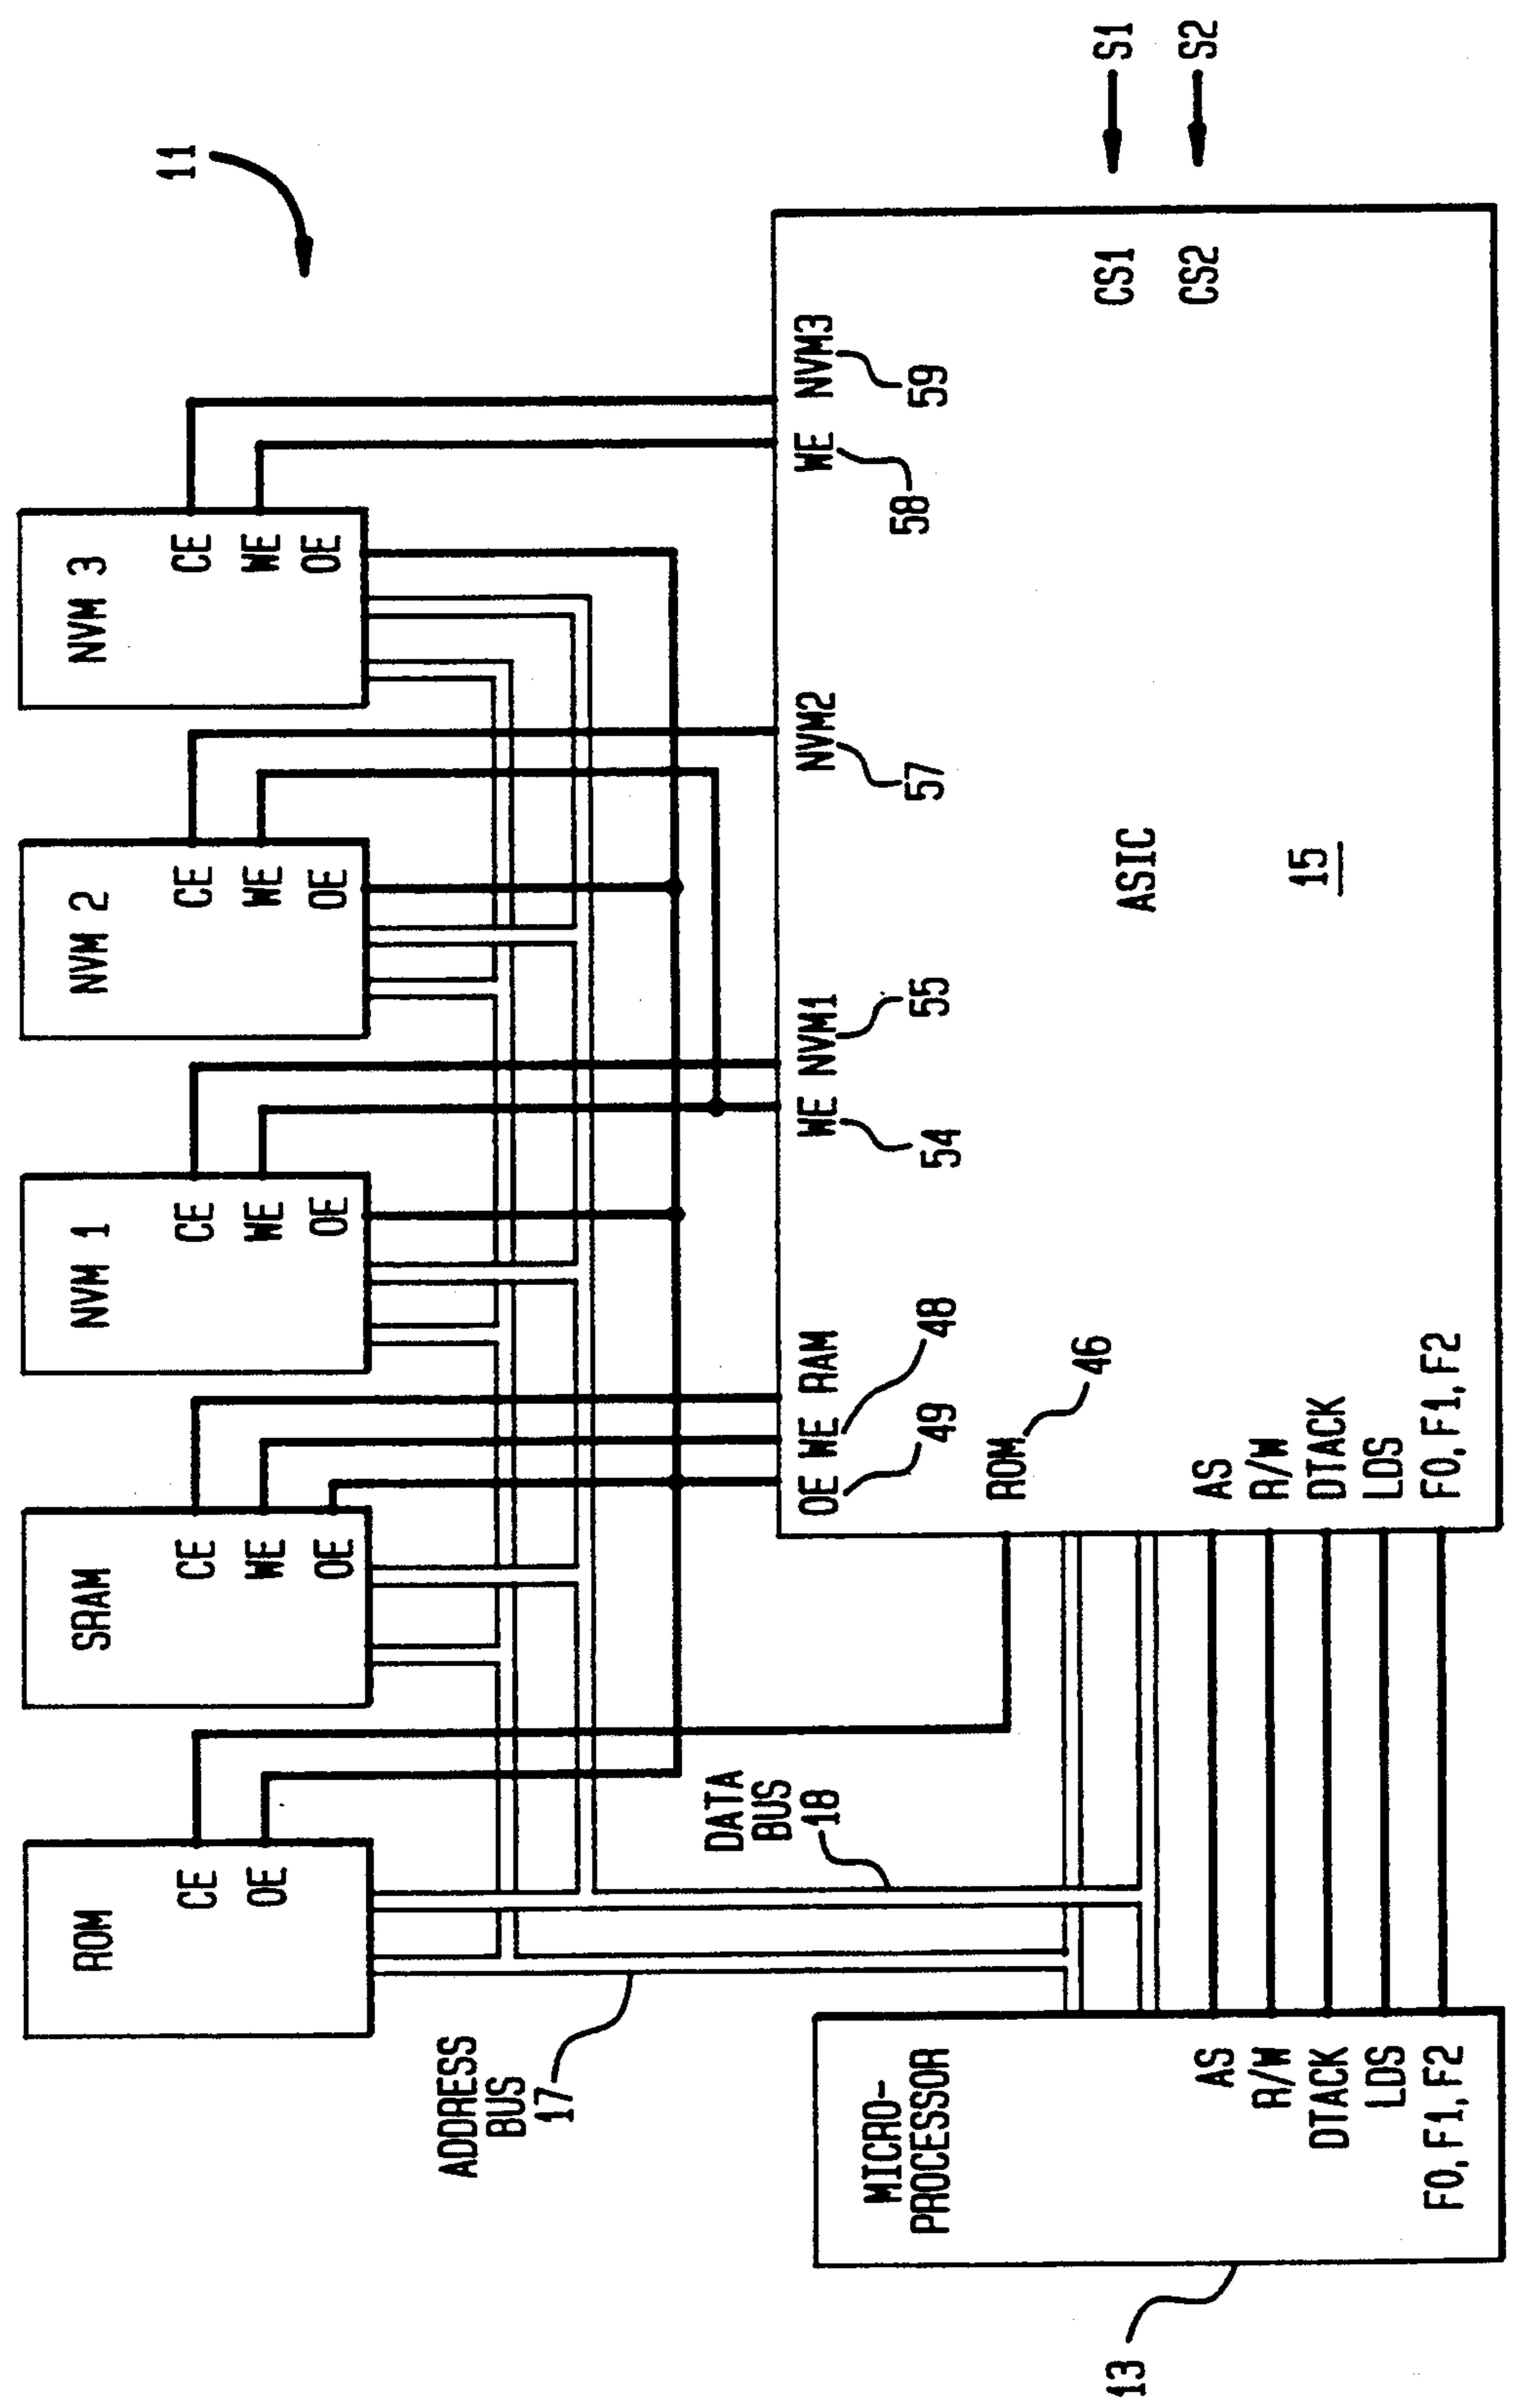 11
ROM
CE
OE
SRAM
CE
WE
OE
NVM 1
CE
WE
OE
NVM 2
CE
WE
OE
NVM 3
CE
WE
OE
ADDRESS
BUS
17
DATA
BUS
18
MICRO-
PROCESSOR
AS
R/W
DTACK
LDS
F0, F1, F2
13
OE WE RAM
49
48
WE NVM1
54
55
NVM2
57
WE NVM3
58
59
ROM
46
AS
R/W
DTACK
LDS
F0, F1, F2
ASIC
15
CS1
CS2
S1
S2